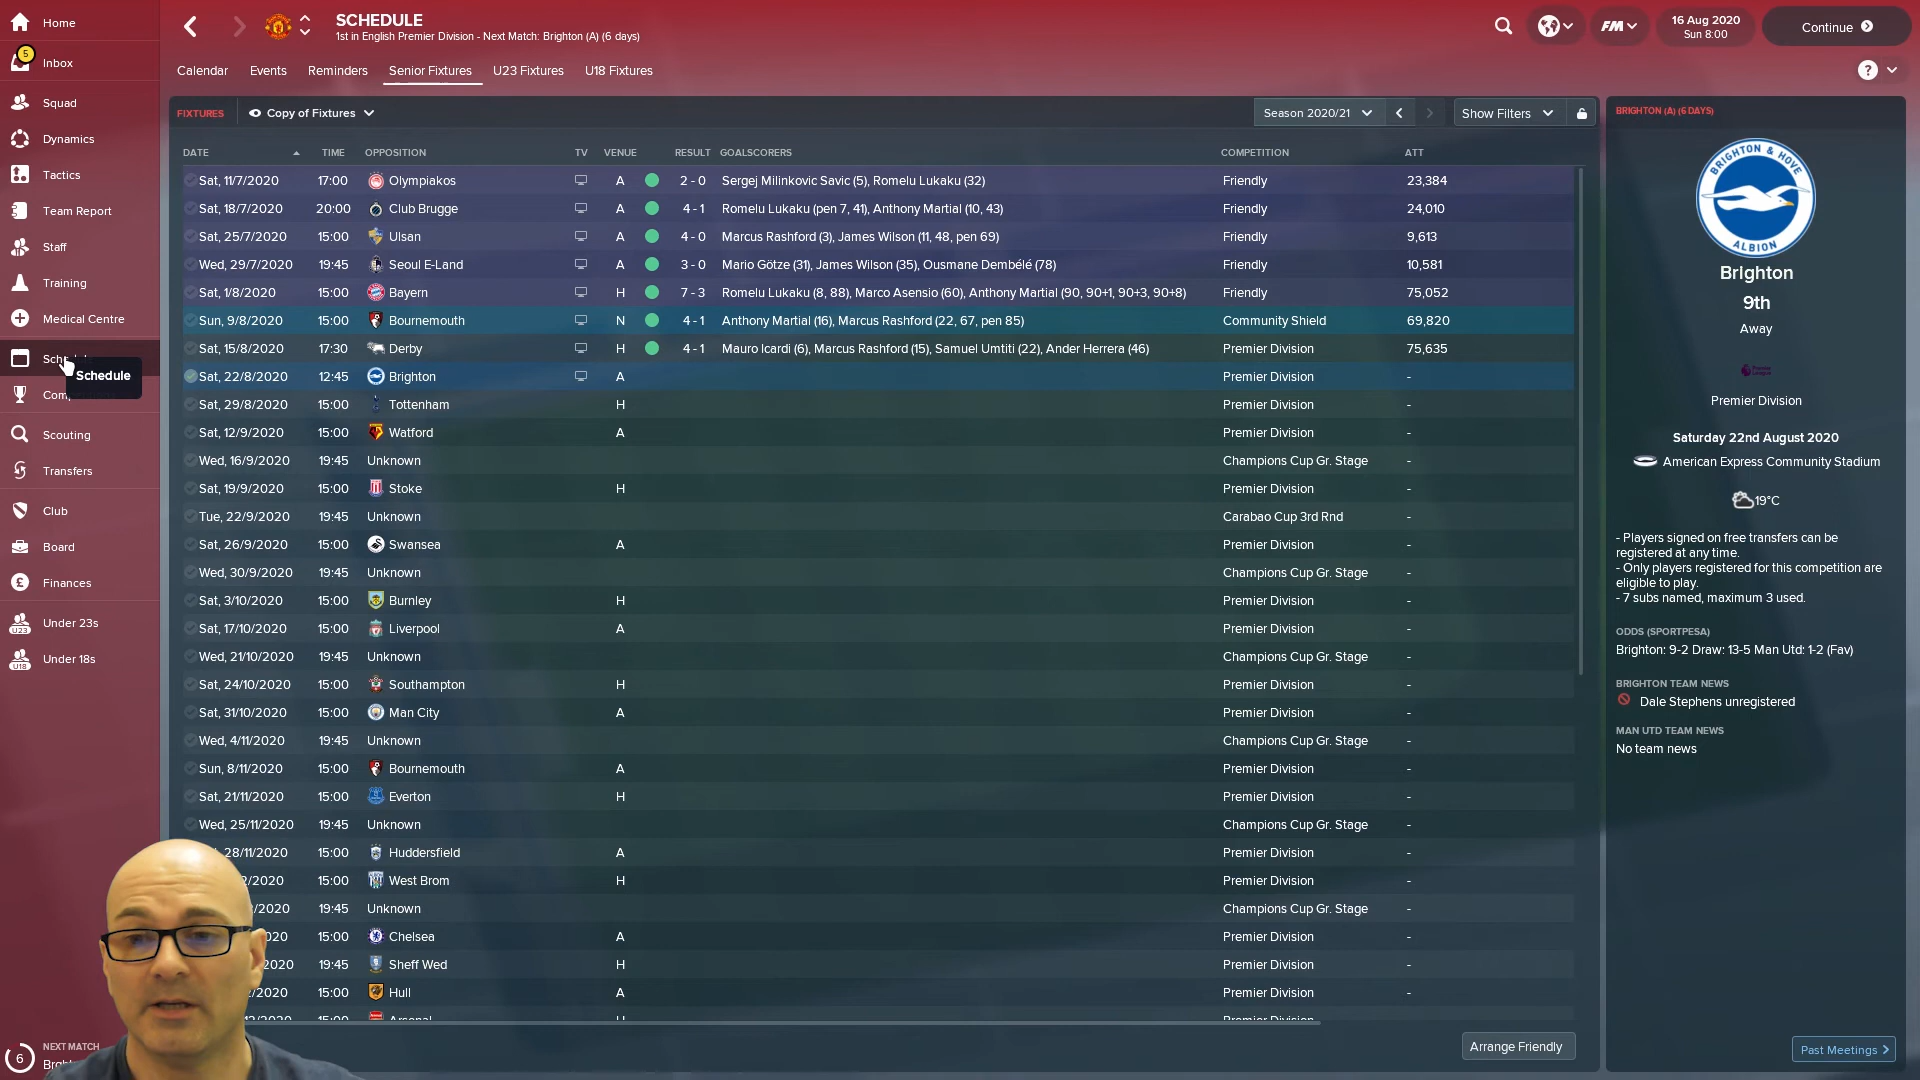 Home
5
Inbox
Squad
Dynamics
Tactics
Team Report
Staff
Training
Medical Centre
Schedule
Scouting
Transfers
Club
Board
Finances
U23
Under 23s
U18
Under 18s
6
NEXT MATCH
SCHEDULE
1st in English Premier Division - Next Match: Brighton (A) (6 days)
FM
16 Aug 2020
Sun 8:00
Continue
Calendar Events Reminders Senior Fixtures U23 Fixtures U18 Fixtures
?
FIXTURES Copy of Fixtures Season 2020/21 Show Filters
DATE TIME OPPOSITION TV VENUE RESULT GOALSCORERS COMPETITION ATT
Sat, 11/7/2020 17:00 Olympiakos A 2 - 0 Sergej Milinkovic Savic (5), Romelu Lukaku (32) Friendly 23,384
Sat, 18/7/2020 20:00 Club Brugge A 4 - 1 Romelu Lukaku (pen 7, 41), Anthony Martial (10, 43) Friendly 24,010
Sat, 25/7/2020 15:00 Ulsan A 4 - 0 Marcus Rashford (3), James Wilson (11, 48, pen 69) Friendly 9,613
Wed, 29/7/2020 19:45 Seoul E-Land A 3 - 0 Mario Götze (31), James Wilson (35), Ousmane Dembélé (78) Friendly 10,581
Sat, 1/8/2020 15:00 Bayern H 7 - 3 Romelu Lukaku (8, 88), Marco Asensio (60), Anthony Martial (90, 90+1, 90+3, 90+8) Friendly 75,052
Sun, 9/8/2020 15:00 Bournemouth N 4 - 1 Anthony Martial (16), Marcus Rashford (22, 67, pen 85) Community Shield 69,820
Sat, 15/8/2020 17:30 Derby H 4 - 1 Mauro Icardi (6), Marcus Rashford (15), Samuel Umtiti (22), Ander Herrera (46) Premier Division 75,635
Sat, 22/8/2020 12:45 Brighton A Premier Division -
Sat, 29/8/2020 15:00 Tottenham H Premier Division -
Sat, 12/9/2020 15:00 Watford A Premier Division -
Wed, 16/9/2020 19:45 Unknown Champions Cup Gr. Stage -
Sat, 19/9/2020 15:00 Stoke H Premier Division -
Tue, 22/9/2020 19:45 Unknown Carabao Cup 3rd Rnd -
Sat, 26/9/2020 15:00 Swansea A Premier Division -
Wed, 30/9/2020 19:45 Unknown Champions Cup Gr. Stage -
Sat, 3/10/2020 15:00 Burnley H Premier Division -
Sat, 17/10/2020 15:00 Liverpool A Premier Division -
Wed, 21/10/2020 19:45 Unknown Champions Cup Gr. Stage -
Sat, 24/10/2020 15:00 Southampton H Premier Division -
Sat, 31/10/2020 15:00 Man City A Premier Division -
Wed, 4/11/2020 19:45 Unknown Champions Cup Gr. Stage -
Sun, 8/11/2020 15:00 Bournemouth A Premier Division -
Sat, 21/11/2020 15:00 Everton H Premier Division -
Wed, 25/11/2020 19:45 Unknown Champions Cup Gr. Stage -
28/11/2020 15:00 Huddersfield A Premier Division -
2/2020 15:00 West Brom H Premier Division -
/2020 19:45 Unknown Champions Cup Gr. Stage -
020 15:00 Chelsea A Premier Division -
2020 19:45 Sheff Wed H Premier Division -
/2020 15:00 Hull A Premier Division -
Arrange Friendly
BRIGHTON (A) (6 DAYS)
BRIGHTON & HOVE
ALBION
Brighton
9th
Away
Premier Division
Saturday 22nd August 2020
American Express Community Stadium
19°C
- Players signed on free transfers can be
registered at any time.
- Only players registered for this competition are
eligible to play.
- 7 subs named, maximum 3 used.
ODDS (SPORTPESA)
Brighton: 9-2 Draw: 13-5 Man Utd: 1-2 (Fav)
BRIGHTON TEAM NEWS
Dale Stephens unregistered
MAN UTD TEAM NEWS
No team news
Past Meetings